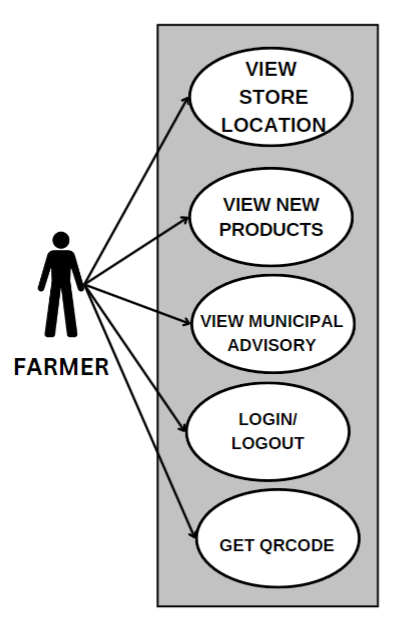 VIEW
STORE
LOCATION
VIEW NEW
PRODUCTS
VIEW MUNICIPAL
ADVISORY
FARMER
LOGIN/
LOGOUT
GET QRCODE